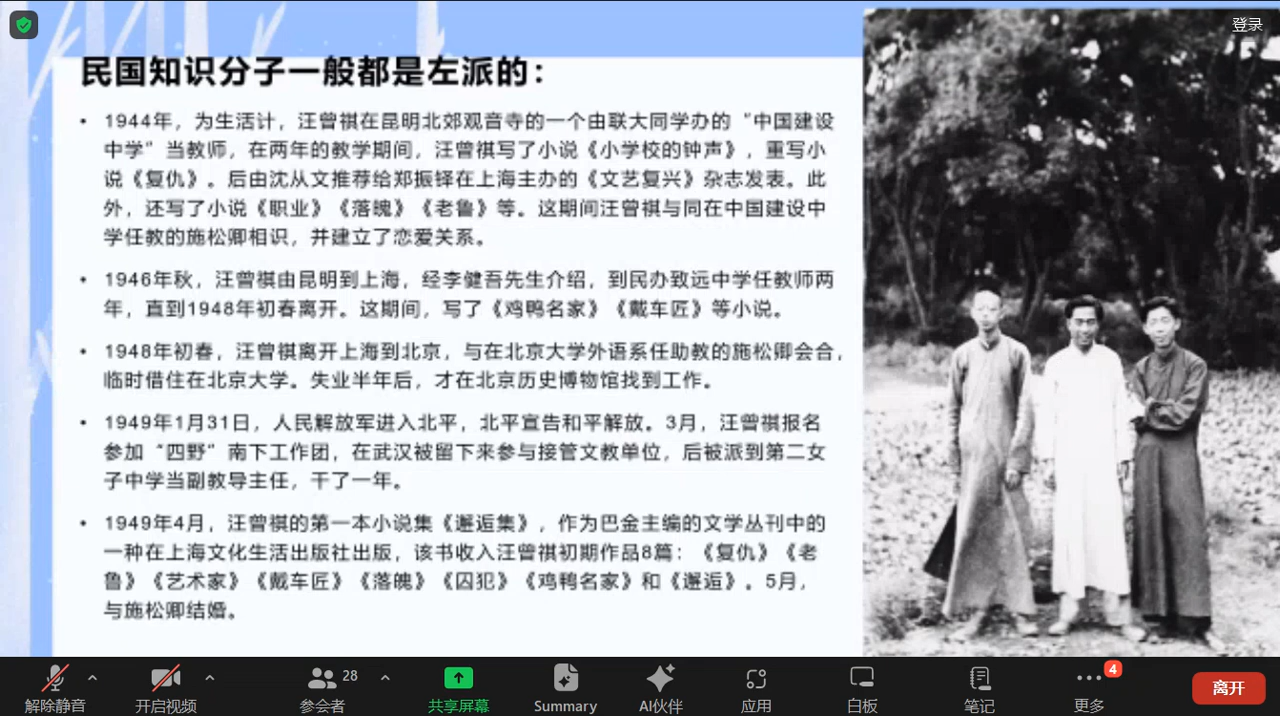 登录
民国知识分子一般都是左派的：
• 1944年，为生活计，汪曾祺在昆明北郊观音寺的一个由联大同学办的“中国建设
中学”当教师，在两年的教学期间，汪曾祺写了小说《小学校的钟声》，重写小
说《复仇》。后由沈从文推荐给郑振铎在上海主办的《文艺复兴》杂志发表。此
外，还写了小说《职业》《落魄》《老鲁》等。这期间汪曾祺与同在中国建设中
学任教的施松卿相识，并建立了恋爱关系。
• 1946年秋，汪曾祺由昆明到上海，经李健吾先生介绍，到民办致远中学任教师两
年，直到1948年初春离开。这期间，写了《鸡鸭名家》《戴车匠》等小说。
• 1948年初春，汪曾祺离开上海到北京，与在北京大学外语系任助教的施松卿会合，
临时借住在北京大学。失业半年后，才在北京历史博物馆找到工作。
• 1949年1月31日，人民解放军进入北平，北平宣告和平解放。3月，汪曾祺报名
参加“四野”南下工作团，在武汉被留下来参与接管文教单位，后被派到第二女
子中学当副教导主任，干了一年。
• 1949年4月，汪曾祺的第一本小说集《邂逅集》，作为巴金主编的文学丛刊中的
一种在上海文化生活出版社出版，该书收入汪曾祺初期作品8篇：《复仇》《老
鲁》《艺术家》《戴车匠》《落魄》《囚犯》《鸡鸭名家》和《邂逅》。5月，
与施松卿结婚。
28
4
解除静音 开启视频 参会者 共享屏幕 Summary AI伙伴 应用 白板 笔记 更多 离开